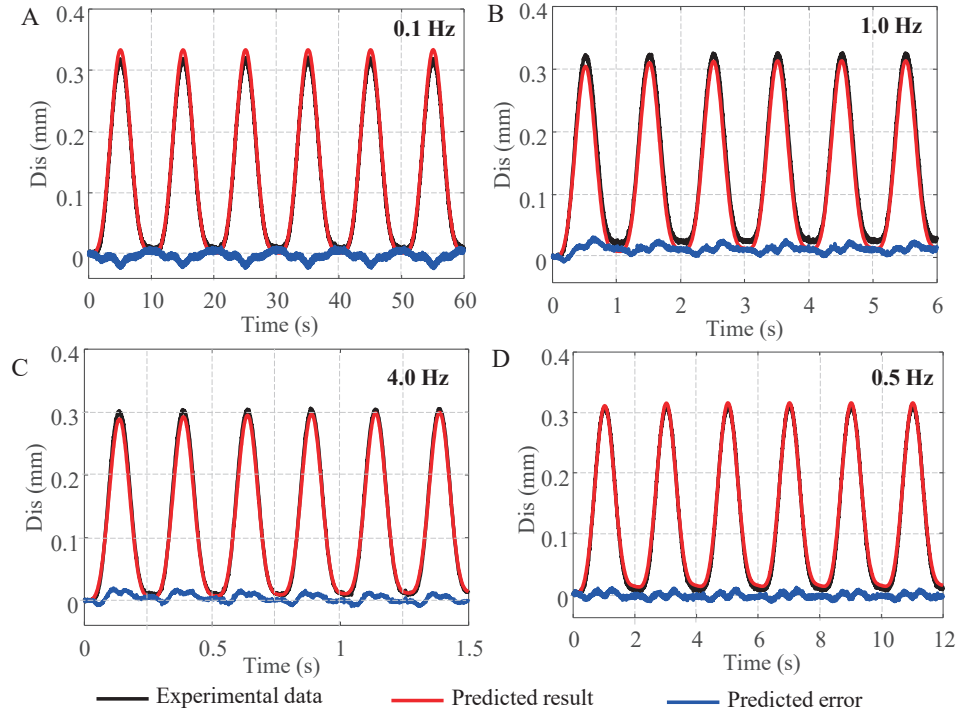 A
0.1 Hz
0.4
0.3
0.2
0.1
0
Dis (mm)
0 10 20 30 40 50 60
Time (s)
B
1.0 Hz
0.4
0.3
0.2
0.1
0
Dis (mm)
0 1 2 3 4 5 6
Time (s)
C
4.0 Hz
0.4
0.3
0.2
0.1
0
Dis (mm)
0 0.5 1 1.5
Time (s)
D
0.5 Hz
0.4
0.3
0.2
0.1
0
Dis (mm)
0 2 4 6 8 10 12
Time (s)
Experimental data Predicted result Predicted error